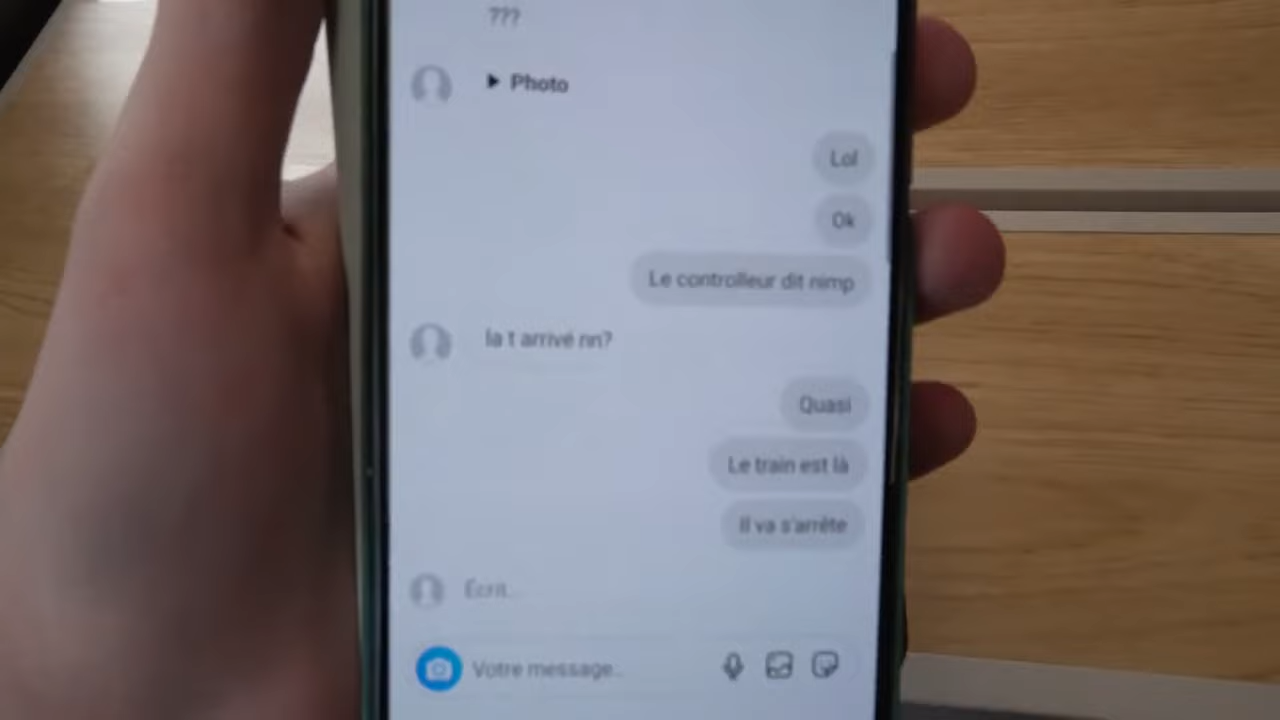 ???
Photo
Lol
Ok
Le controlleur dit nimp
la t arrivé nn?
Quasi
Le train est là
Il va s'arrête
Écrit...
Votre message..